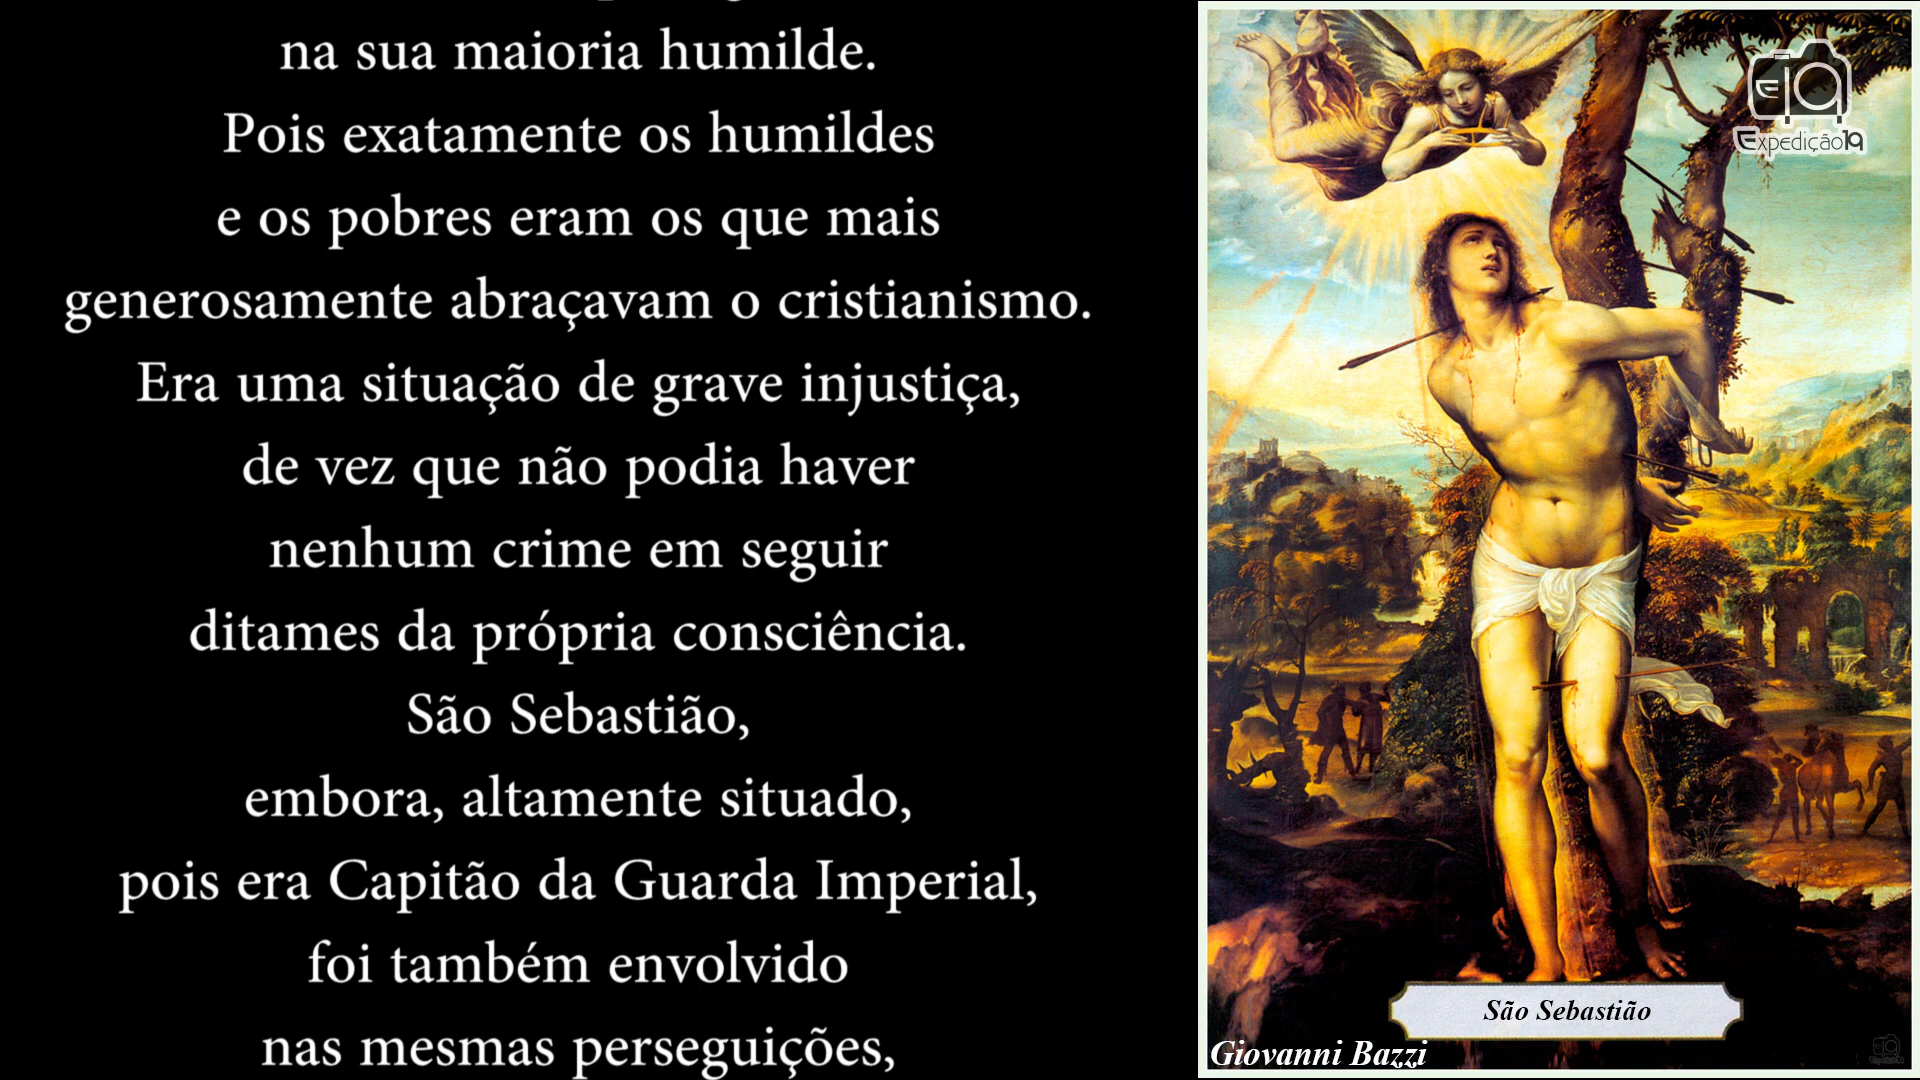 na sua maioria humilde.
Pois exatamente os humildes
e os pobres eram os que mais
generosamente abraçavam o cristianismo.
Era uma situação de grave injustiça,
de vez que não podia haver
nenhum crime em seguir
ditames da própria consciência.
São Sebastião,
embora, altamente situado,
pois era Capitão da Guarda Imperial,
foi também envolvido
nas mesmas perseguições,
E19
Expedição19
São Sebastião
Giovanni Bazzi